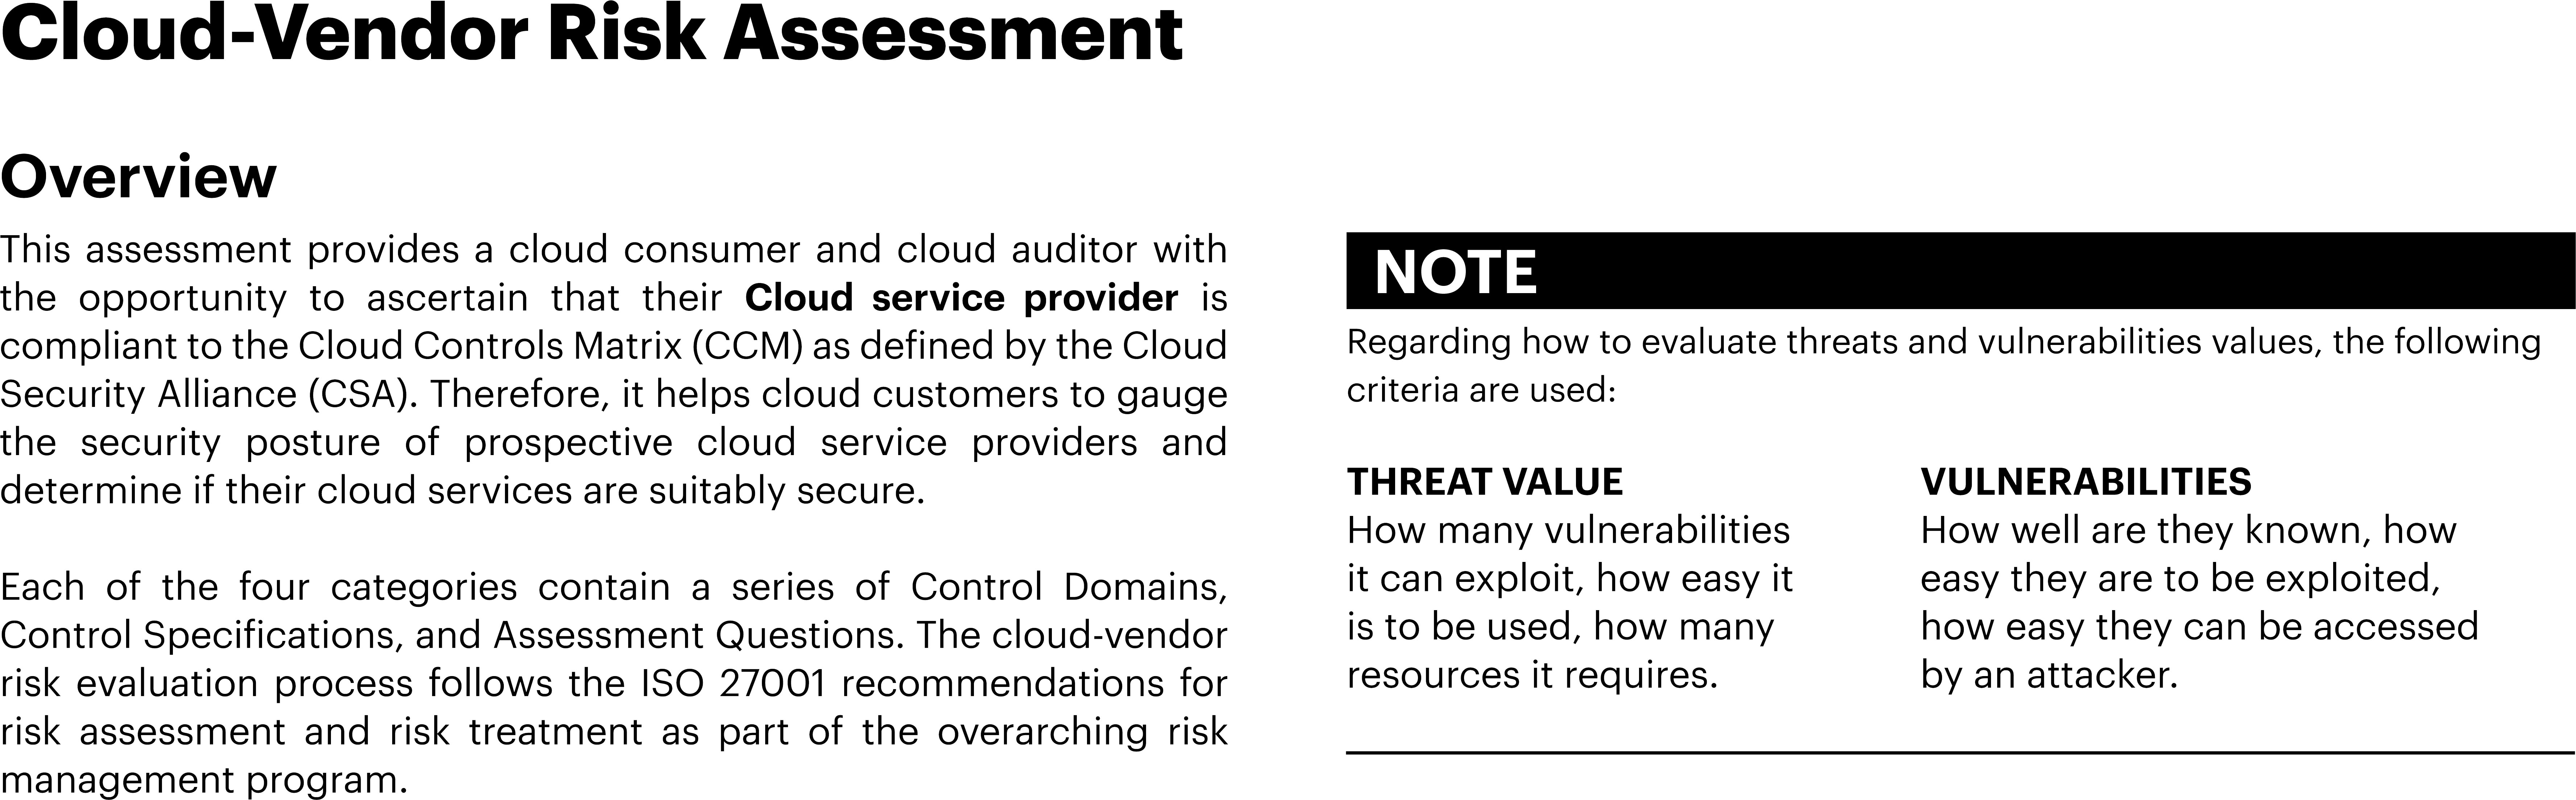 Cloud-Vendor Risk Assessment
Overview
This assessment provides a cloud consumer and cloud auditor with
the opportunity to ascertain that their Cloud service provider is
compliant to the Cloud Controls Matrix (CCM) as defined by the Cloud
Security Alliance (CSA). Therefore, it helps cloud customers to gauge
the security posture of prospective cloud service providers and
determine if their cloud services are suitably secure.
Each of the four categories contain a series of Control Domains,
Control Specifications, and Assessment Questions. The cloud-vendor
risk evaluation process follows the ISO 27001 recommendations for
risk assessment and risk treatment as part of the overarching risk
management program.
NOTE
Regarding how to evaluate threats and vulnerabilities values, the following
criteria are used:
THREAT VALUE
How many vulnerabilities
it can exploit, how easy it
is to be used, how many
resources it requires.
VULNERABILITIES
How well are they known, how
easy they are to be exploited,
how easy they can be accessed
by an attacker.